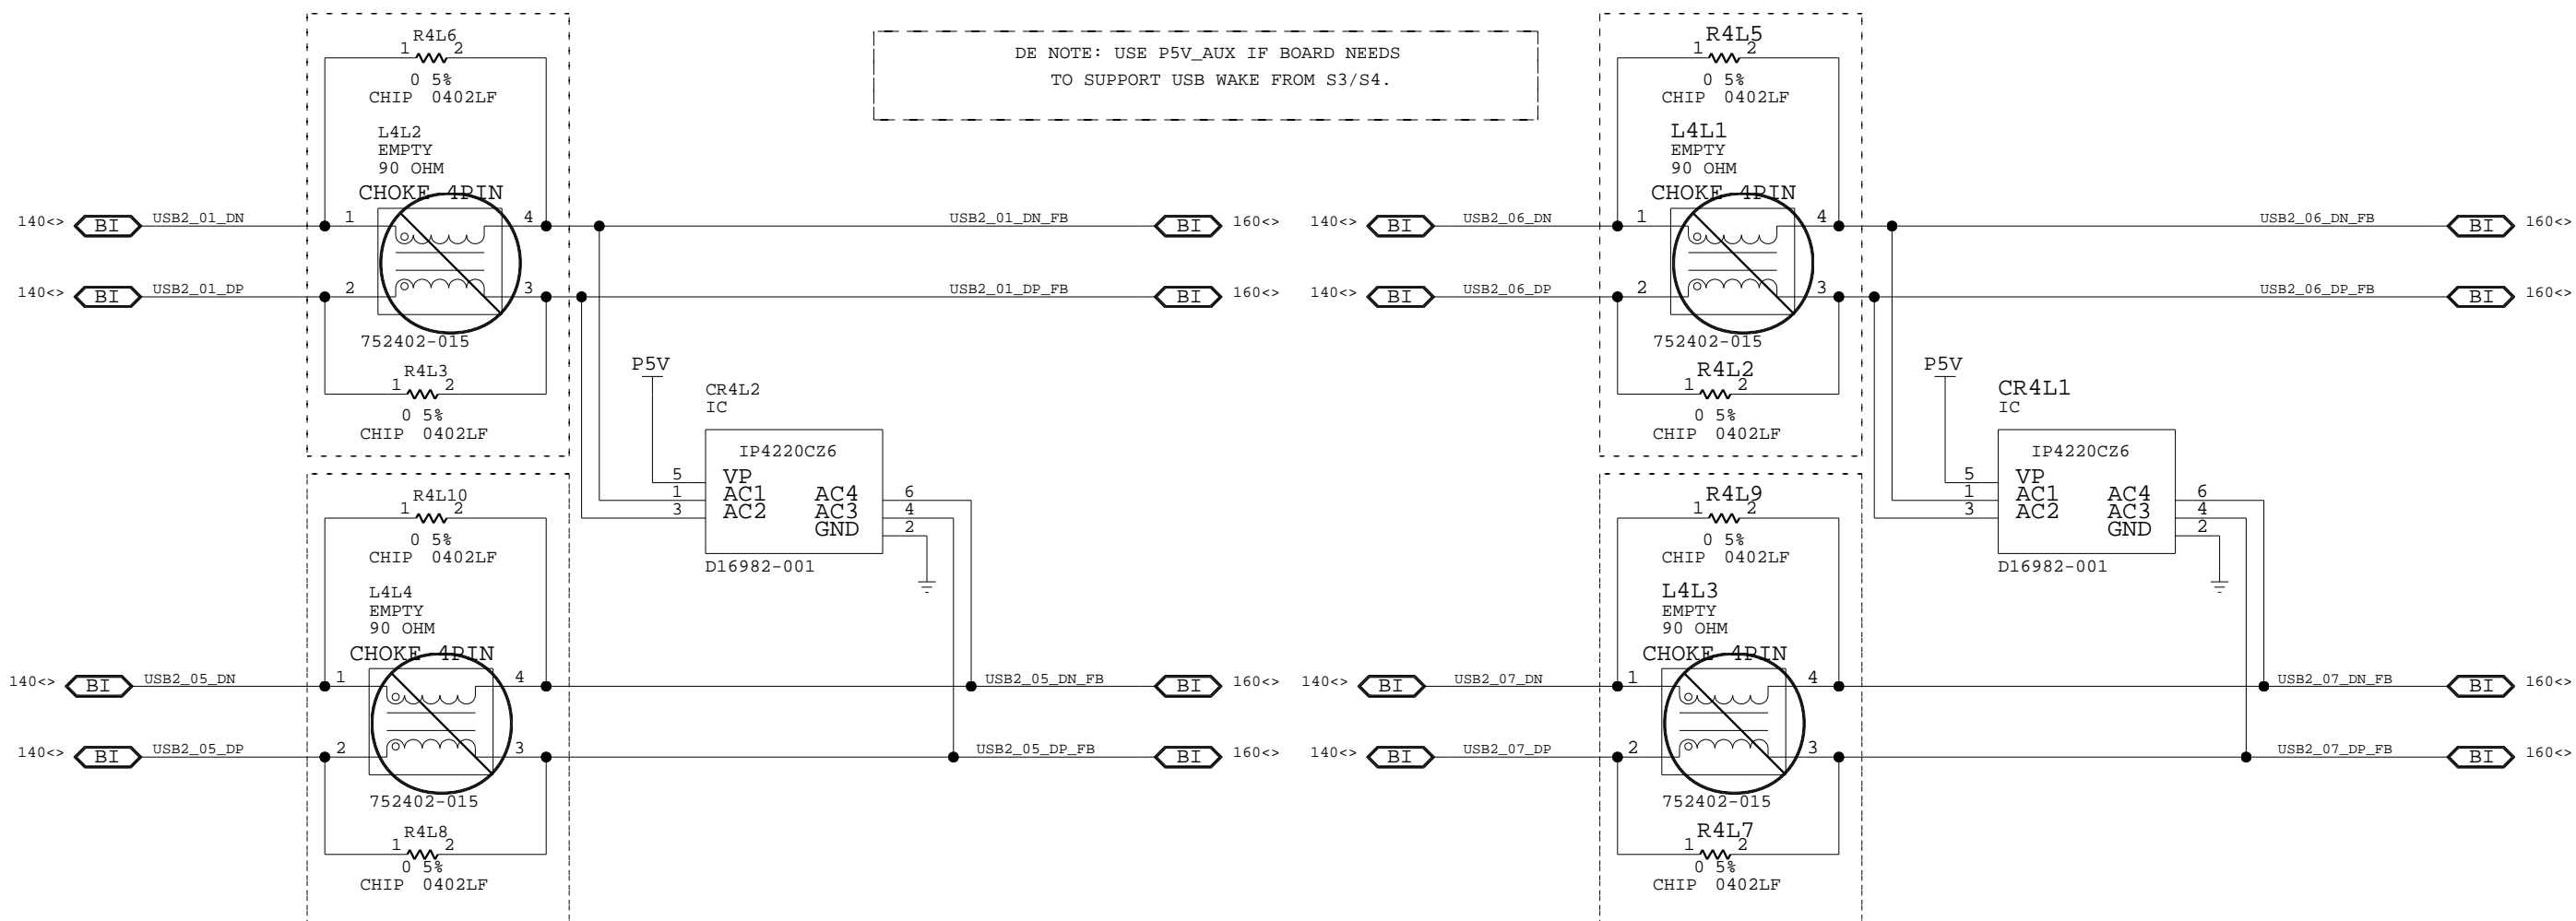 DE NOTE: USE P5V_AUX IF BOARD NEEDS
TO SUPPORT USB WAKE FROM S3/S4.
R4L6
1 2
0 5%
CHIP 0402LF
L4L2
EMPTY
90 OHM
CHOKE 4PIN
140<> BI USB2_01_DN 1 4 USB2_01_DN_FB BI 160<>
140<> BI USB2_01_DP 2 3 USB2_01_DP_FB BI 160<>
752402-015
R4L3
1 2
0 5%
CHIP 0402LF
P5V
CR4L2
IC
IP4220CZ6
5 VP
1 AC1 AC4 6
3 AC2 AC3 4
GND 2
D16982-001
R4L10
1 2
0 5%
CHIP 0402LF
L4L4
EMPTY
90 OHM
CHOKE 4PIN
140<> BI USB2_05_DN 1 4 USB2_05_DN_FB BI 160<>
140<> BI USB2_05_DP 2 3 USB2_05_DP_FB BI 160<>
752402-015
R4L8
1 2
0 5%
CHIP 0402LF
R4L5
1 2
0 5%
CHIP 0402LF
L4L1
EMPTY
90 OHM
CHOKE 4PIN
140<> BI USB2_06_DN 1 4 USB2_06_DN_FB BI 160<>
140<> BI USB2_06_DP 2 3 USB2_06_DP_FB BI 160<>
752402-015
R4L2
1 2
0 5%
CHIP 0402LF
P5V
CR4L1
IC
IP4220CZ6
5 VP
1 AC1 AC4 6
3 AC2 AC3 4
GND 2
D16982-001
R4L9
1 2
0 5%
CHIP 0402LF
L4L3
EMPTY
90 OHM
CHOKE 4PIN
140<> BI USB2_07_DN 1 4 USB2_07_DN_FB BI 160<>
140<> BI USB2_07_DP 2 3 USB2_07_DP_FB BI 160<>
752402-015
R4L7
1 2
0 5%
CHIP 0402LF